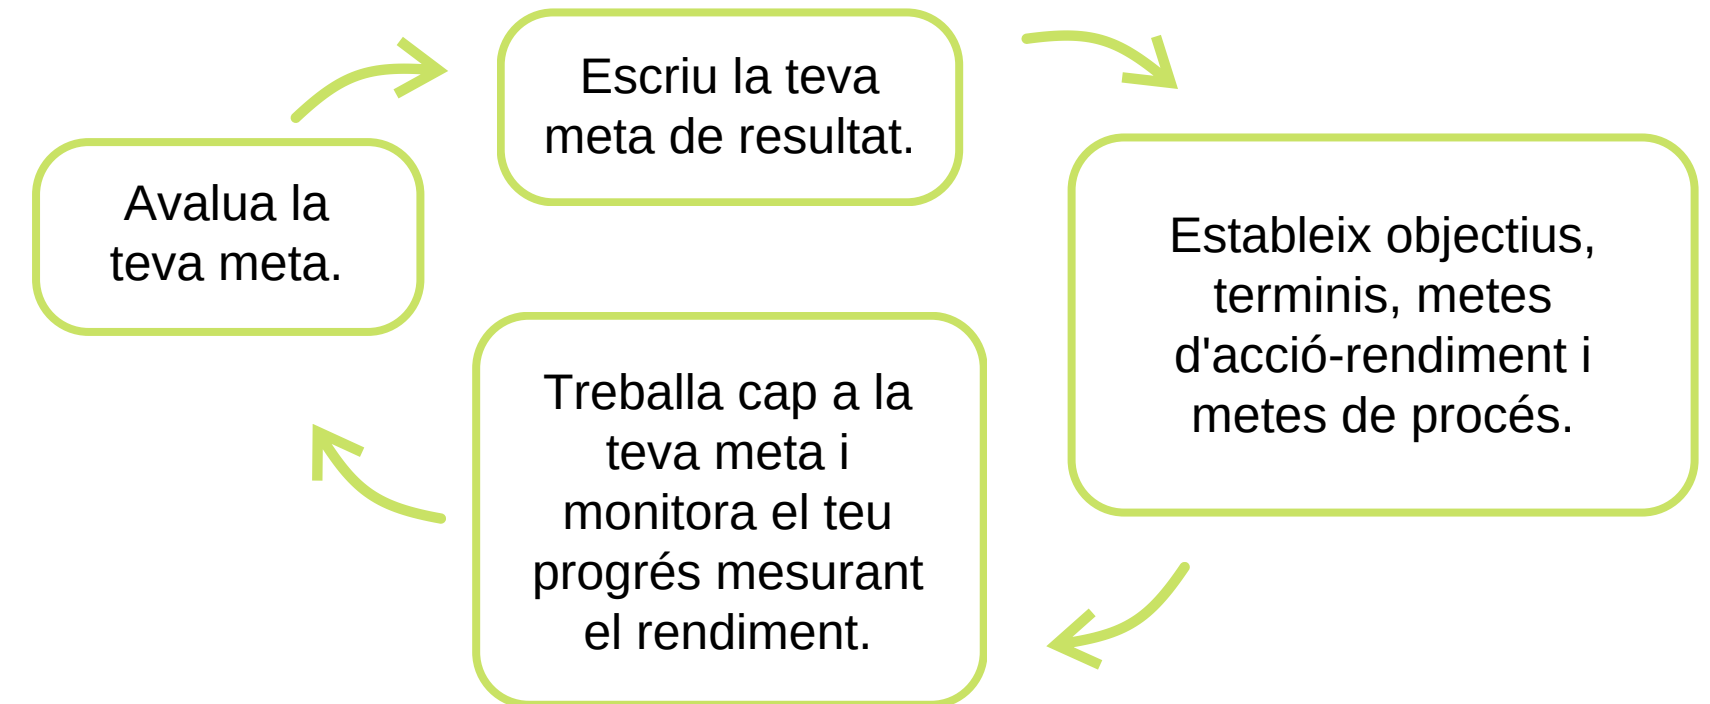 Escriu la teva
meta de resultat.
Avalua la
teva meta.
Estableix objectius,
terminis, metes
d'acció-rendiment i
metes de procés.
Treballa cap a la
teva meta i
monitora el teu
progrés mesurant
el rendiment.